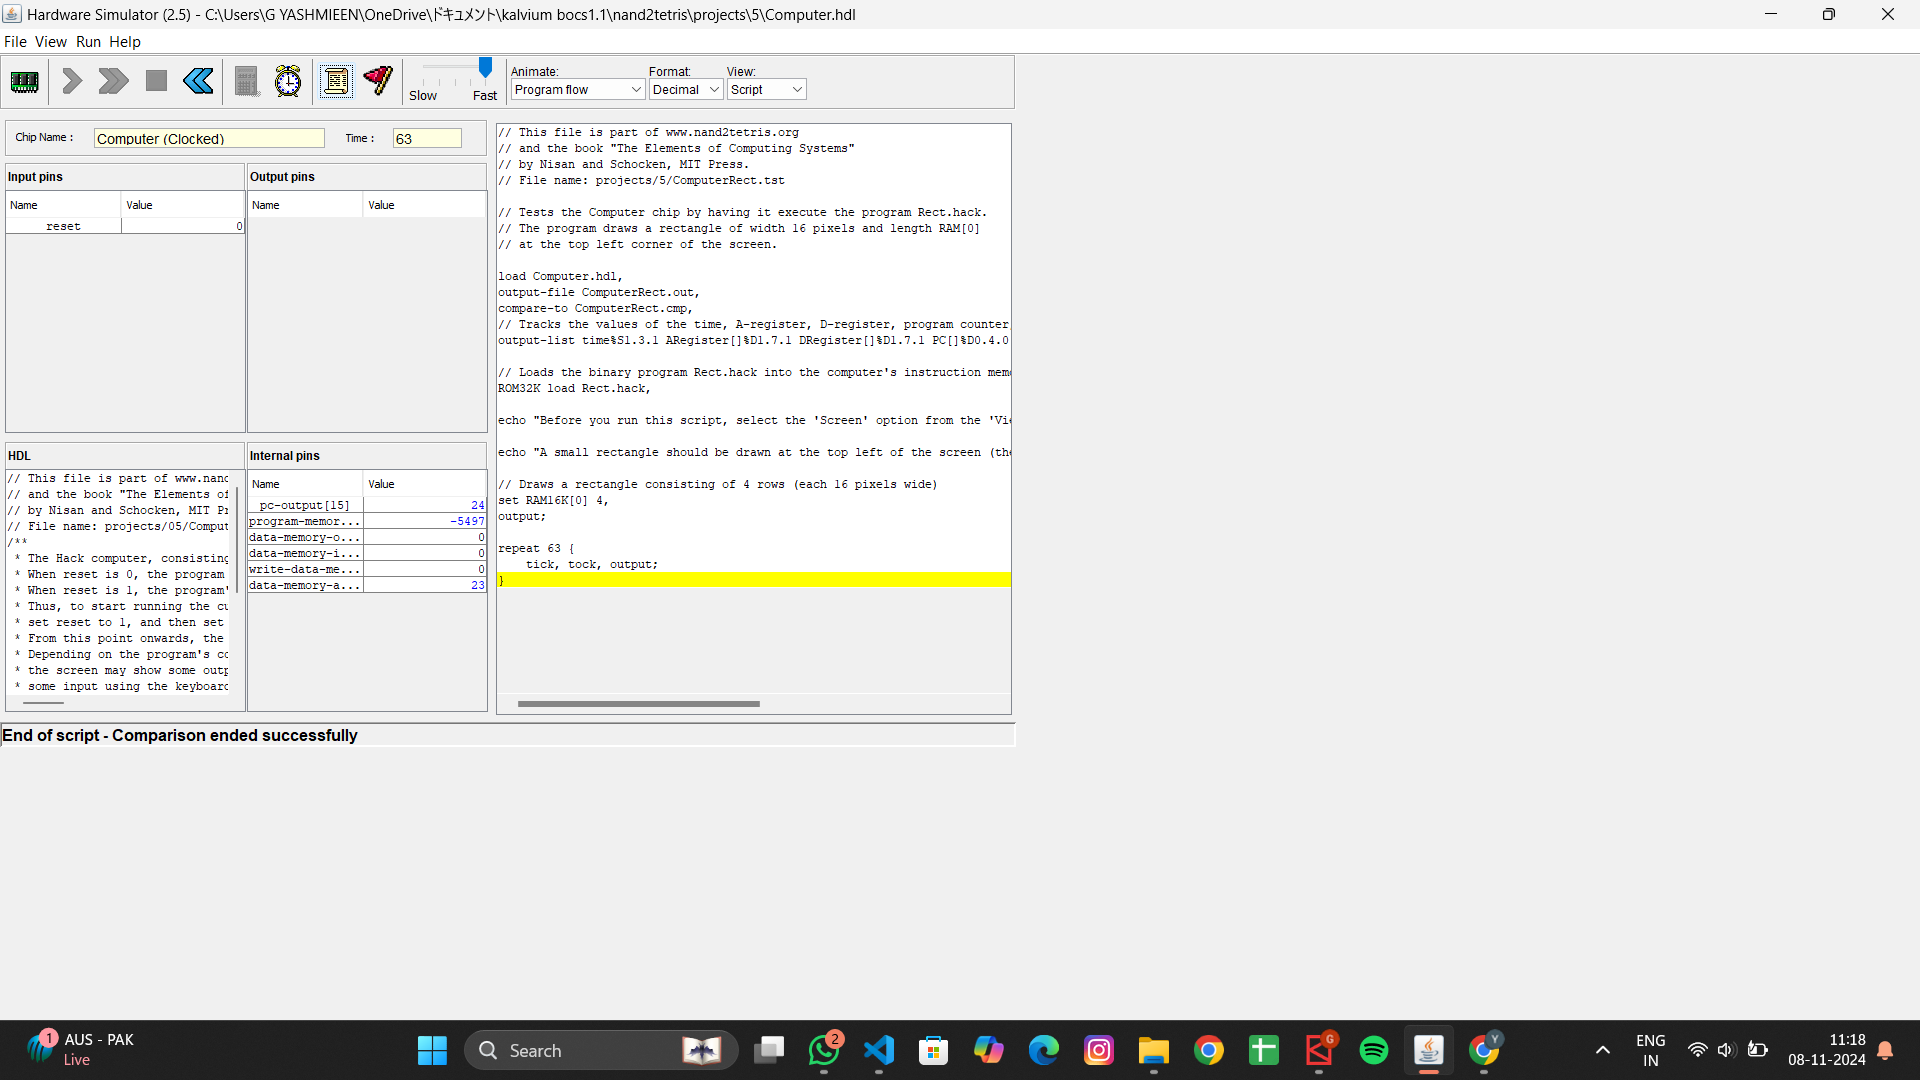 Hardware Simulator (2.5) - C:\Users\G YASHMIEEN\OneDrive\ドキュメント\kalvium bocs1.1\nand2tetris\projects\5\Computer.hdl
File View Run Help
Slow Fast
Animate:
Program flow
Format:
Decimal
View:
Script
Chip Name :
Computer (Clocked)
Time :
63
Input pins
Name Value
reset 0
Output pins
Name Value
HDL
// This file is part of www.nand
// and the book "The Elements of
// by Nisan and Schocken, MIT Pr
// File name: projects/05/Comput
/**
* The Hack computer, consisting
* When reset is 0, the program
* When reset is 1, the program'
* Thus, to start running the cu
* set reset to 1, and then set
* From this point onwards, the
* Depending on the program's co
* the screen may show some outp
* some input using the keyboard
Internal pins
Name Value
pc-output[15] 24
program-memor... -5497
data-memory-o... 0
data-memory-i... 0
write-data-me... 0
data-memory-a... 23
// This file is part of www.nand2tetris.org
// and the book "The Elements of Computing Systems"
// by Nisan and Schocken, MIT Press.
// File name: projects/5/ComputerRect.tst
// Tests the Computer chip by having it execute the program Rect.hack.
// The program draws a rectangle of width 16 pixels and length RAM[0]
// at the top left corner of the screen.
load Computer.hdl,
output-file ComputerRect.out,
compare-to ComputerRect.cmp,
// Tracks the values of the time, A-register, D-register, program counter,
output-list time%S1.3.1 ARegister[]%D1.7.1 DRegister[]%D1.7.1 PC[]%D0.4.0
// Loads the binary program Rect.hack into the computer's instruction mem
ROM32K load Rect.hack,
echo "Before you run this script, select the 'Screen' option from the 'Vie
echo "A small rectangle should be drawn at the top left of the screen (the
// Draws a rectangle consisting of 4 rows (each 16 pixels wide)
set RAM16K[0] 4,
output;
repeat 63 {
tick, tock, output;
}
End of script - Comparison ended successfully
1
AUS - PAK
Live
Search
2
G
Y
ENG
IN
11:18
08-11-2024